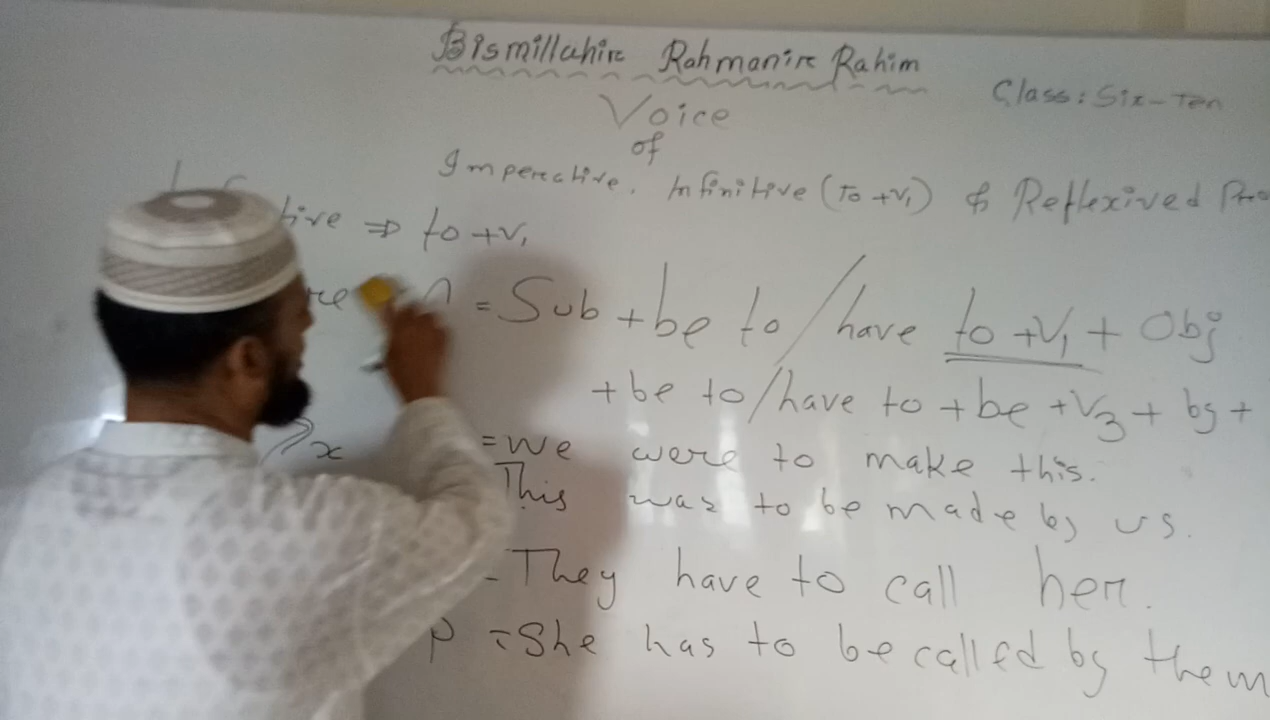 Bismillahir Rahmanir Rahim
Class: Six-Ten
Voice
of
Imperative, Infinitive (To +V1) & Reflexived Pro
tive ⇒ to +V1
= Sub + be to / have to +V1 + Obj
+ be to / have to + be + V3 + by +
= we were to make this.
This was to be made by us.
- They have to call her.
P = She has to be called by them